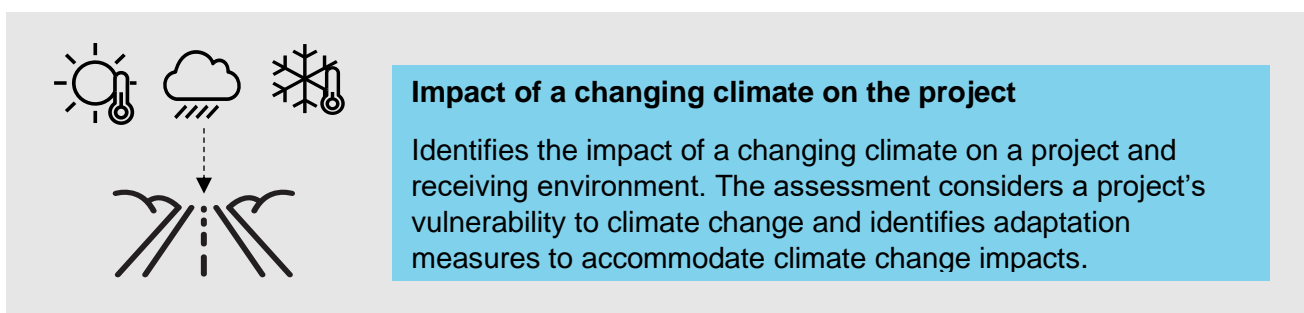 Impact of a changing climate on the project
Identifies the impact of a changing climate on a project and
receiving environment. The assessment considers a project's
vulnerability to climate change and identifies adaptation
measures to accommodate climate change impacts.